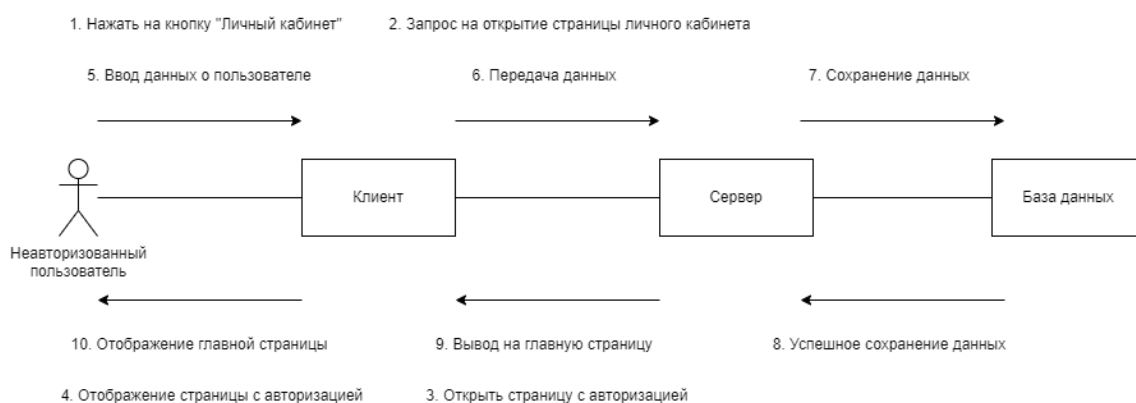 1. Нажать на кнопку "Личный кабинет"
2. Запрос на открытие страницы личного кабинета
5. Ввод данных о пользователе
6. Передача данных
7. Сохранение данных
Клиент
Сервер
База данных
Неавторизованный
пользователь
10. Отображение главной страницы
9. Вывод на главную страницу
8. Успешное сохранение данных
4. Отображение страницы с авторизацией
3. Открыть страницу с авторизацией